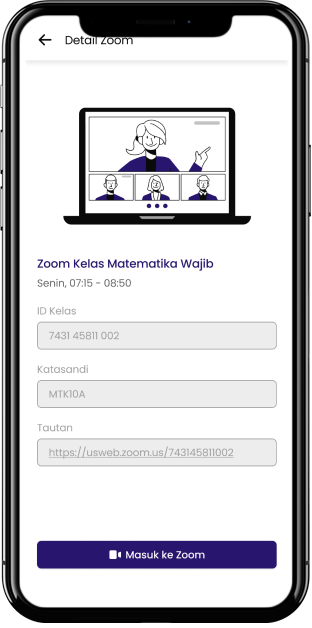 Detail Zoom
Zoom Kelas Matematika Wajib
Senin, 07:15 - 08:50
ID Kelas
7431 45811 002
Katasandi
MTK10A
Tautan
https://usweb.zoom.us/743145811002
Masuk ke Zoom